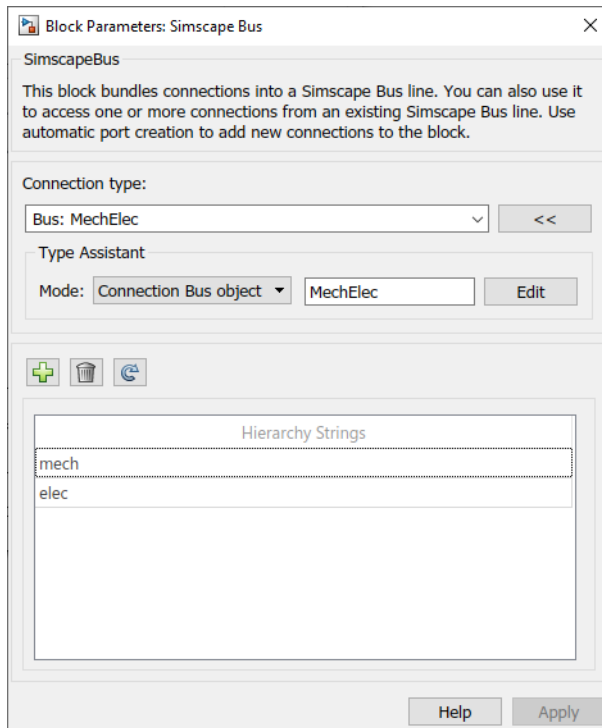 Block Parameters: Simscape Bus
SimscapeBus
This block bundles connections into a Simscape Bus line. You can also use it
to access one or more connections from an existing Simscape Bus line. Use
automatic port creation to add new connections to the block.
Connection type:
Bus: MechElec <<
Type Assistant
Mode: Connection Bus object MechElec Edit
Hierarchy Strings
mech
elec
Help Apply